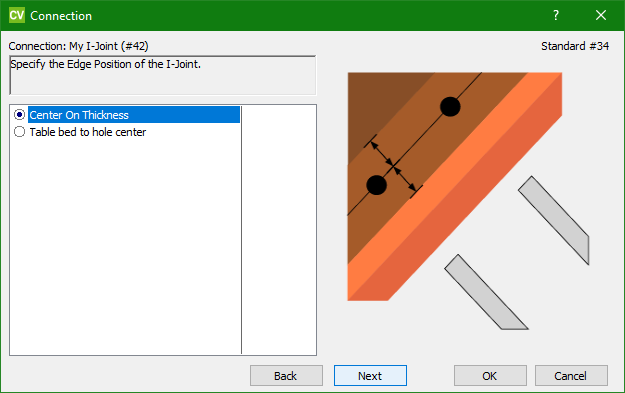 CV Connection
Connection: My I-Joint (#42)
Standard #34
Specify the Edge Position of the I-Joint.
Center On Thickness
Table bed to hole center
Back
Next
OK
Cancel